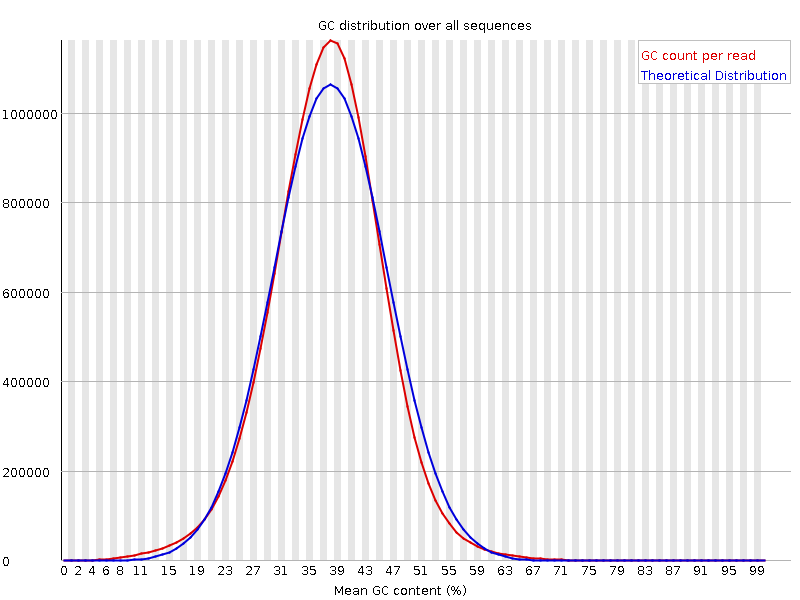 GC distribution over all sequences
GC count per read
Theoretical Distribution
1000000
800000
600000
400000
200000
0
0 2 4 6 8 11 15 19 23 27 31 35 39 43 47 51 55 59 63 67 71 75 79 83 87 91 95 99
Mean GC content (%)